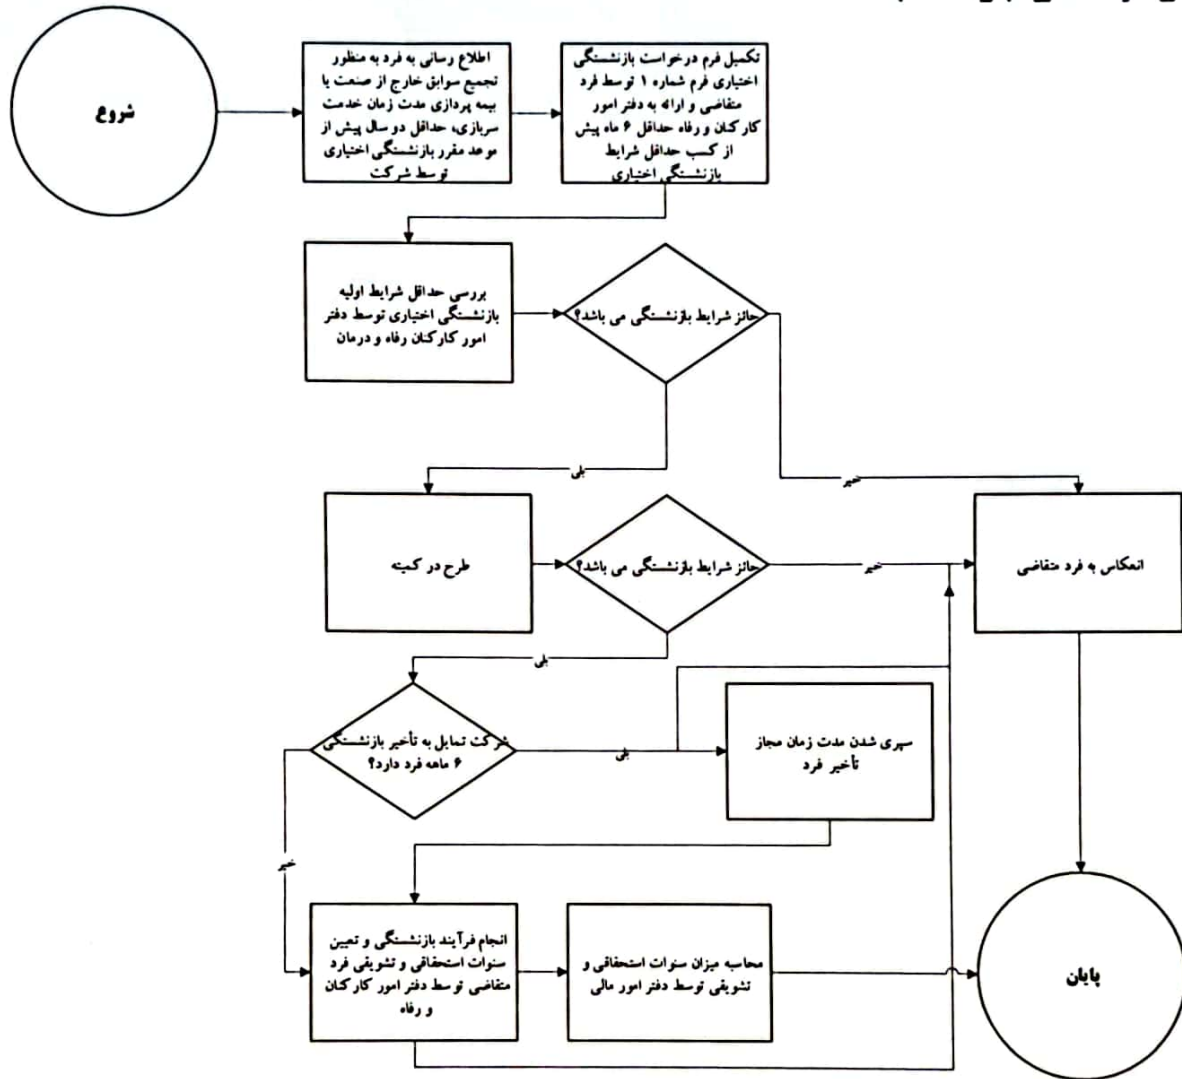 شروع
اطلاع رسانی به فرد به منظور
تجمیع سوابق خارج از صنعت یا
بیمه پردازی مدت زمان خدمت
سربازی، حداقل دو سال پیش از
موعد مقرر بازنشستگی اختیاری
توسط شرکت
تکمیل فرم درخواست بازنشستگی
اختیاری فرم شماره ۱ توسط فرد
متقاضی و ارائه به دفتر امور
کارکنان و رفاه حداقل ۶ ماه پیش
از کسب حداقل شرایط
بازنشستگی اختیاری
بررسی حداقل شرایط اولیه
بازنشستگی اختیاری توسط دفتر
امور کارکنان رفاه و درمان
حائز شرایط بازنشستگی می باشد؟
بلی
خیر
طرح در کمیته
حائز شرایط بازنشستگی می باشد؟
خیر
انعکاس به فرد متقاضی
بلی
شرکت تمایل به تأخیر بازنشستگی
۶ ماهه فرد دارد؟
بلی
سپری شدن مدت زمان مجاز
تأخیر فرد
خیر
انجام فرآیند بازنشستگی و تعیین
سنوات استحقاقی و تشویقی فرد
متقاضی توسط دفتر امور کارکنان
و رفاه
محاسبه میزان سنوات استحقاقی و
تشویقی توسط دفتر امور مالی
پایان